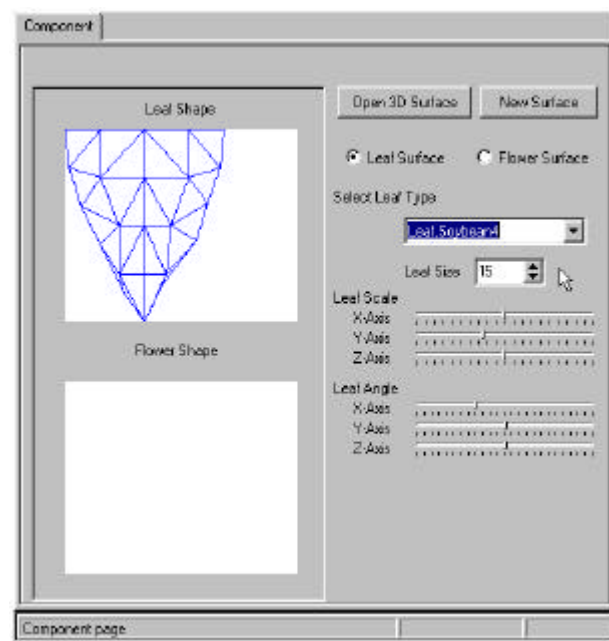 Component
Leaf Shape
Open 3D Surface
New Surface
Leaf Surface
Flower Surface
Select Leaf Type
Leaf.Soybean4
Leaf Size 15
Leaf Scale
X-Axis
Y-Axis
Z-Axis
Flower Shape
Leaf Angle
X-Axis
Y-Axis
Z-Axis
Component page